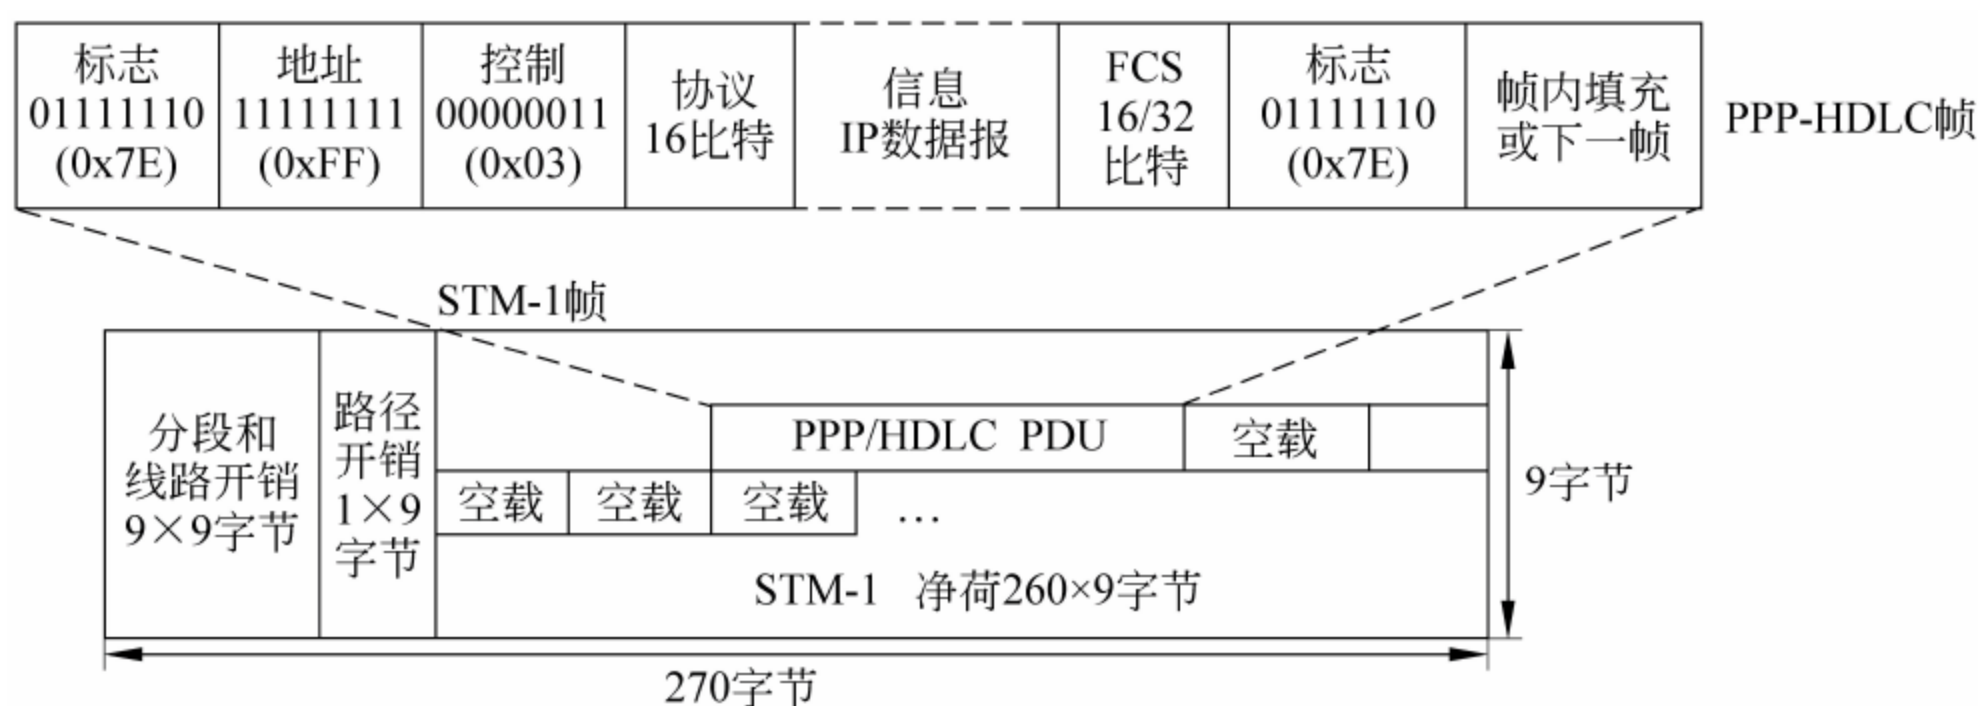 标志
01111110
(0x7E)
地址
11111111
(0xFF)
控制
00000011
(0x03)
协议
16比特
信息
IP数据报
FCS
16/32
比特
标志
01111110
(0x7E)
帧内填充
或下一帧
PPP-HDLC帧
STM-1帧
分段和
线路开销
9×9字节
路径
开销
1×9
字节
PPP/HDLC PDU
空载
空载
空载
空载
…
STM-1 净荷260×9字节
9字节
270字节